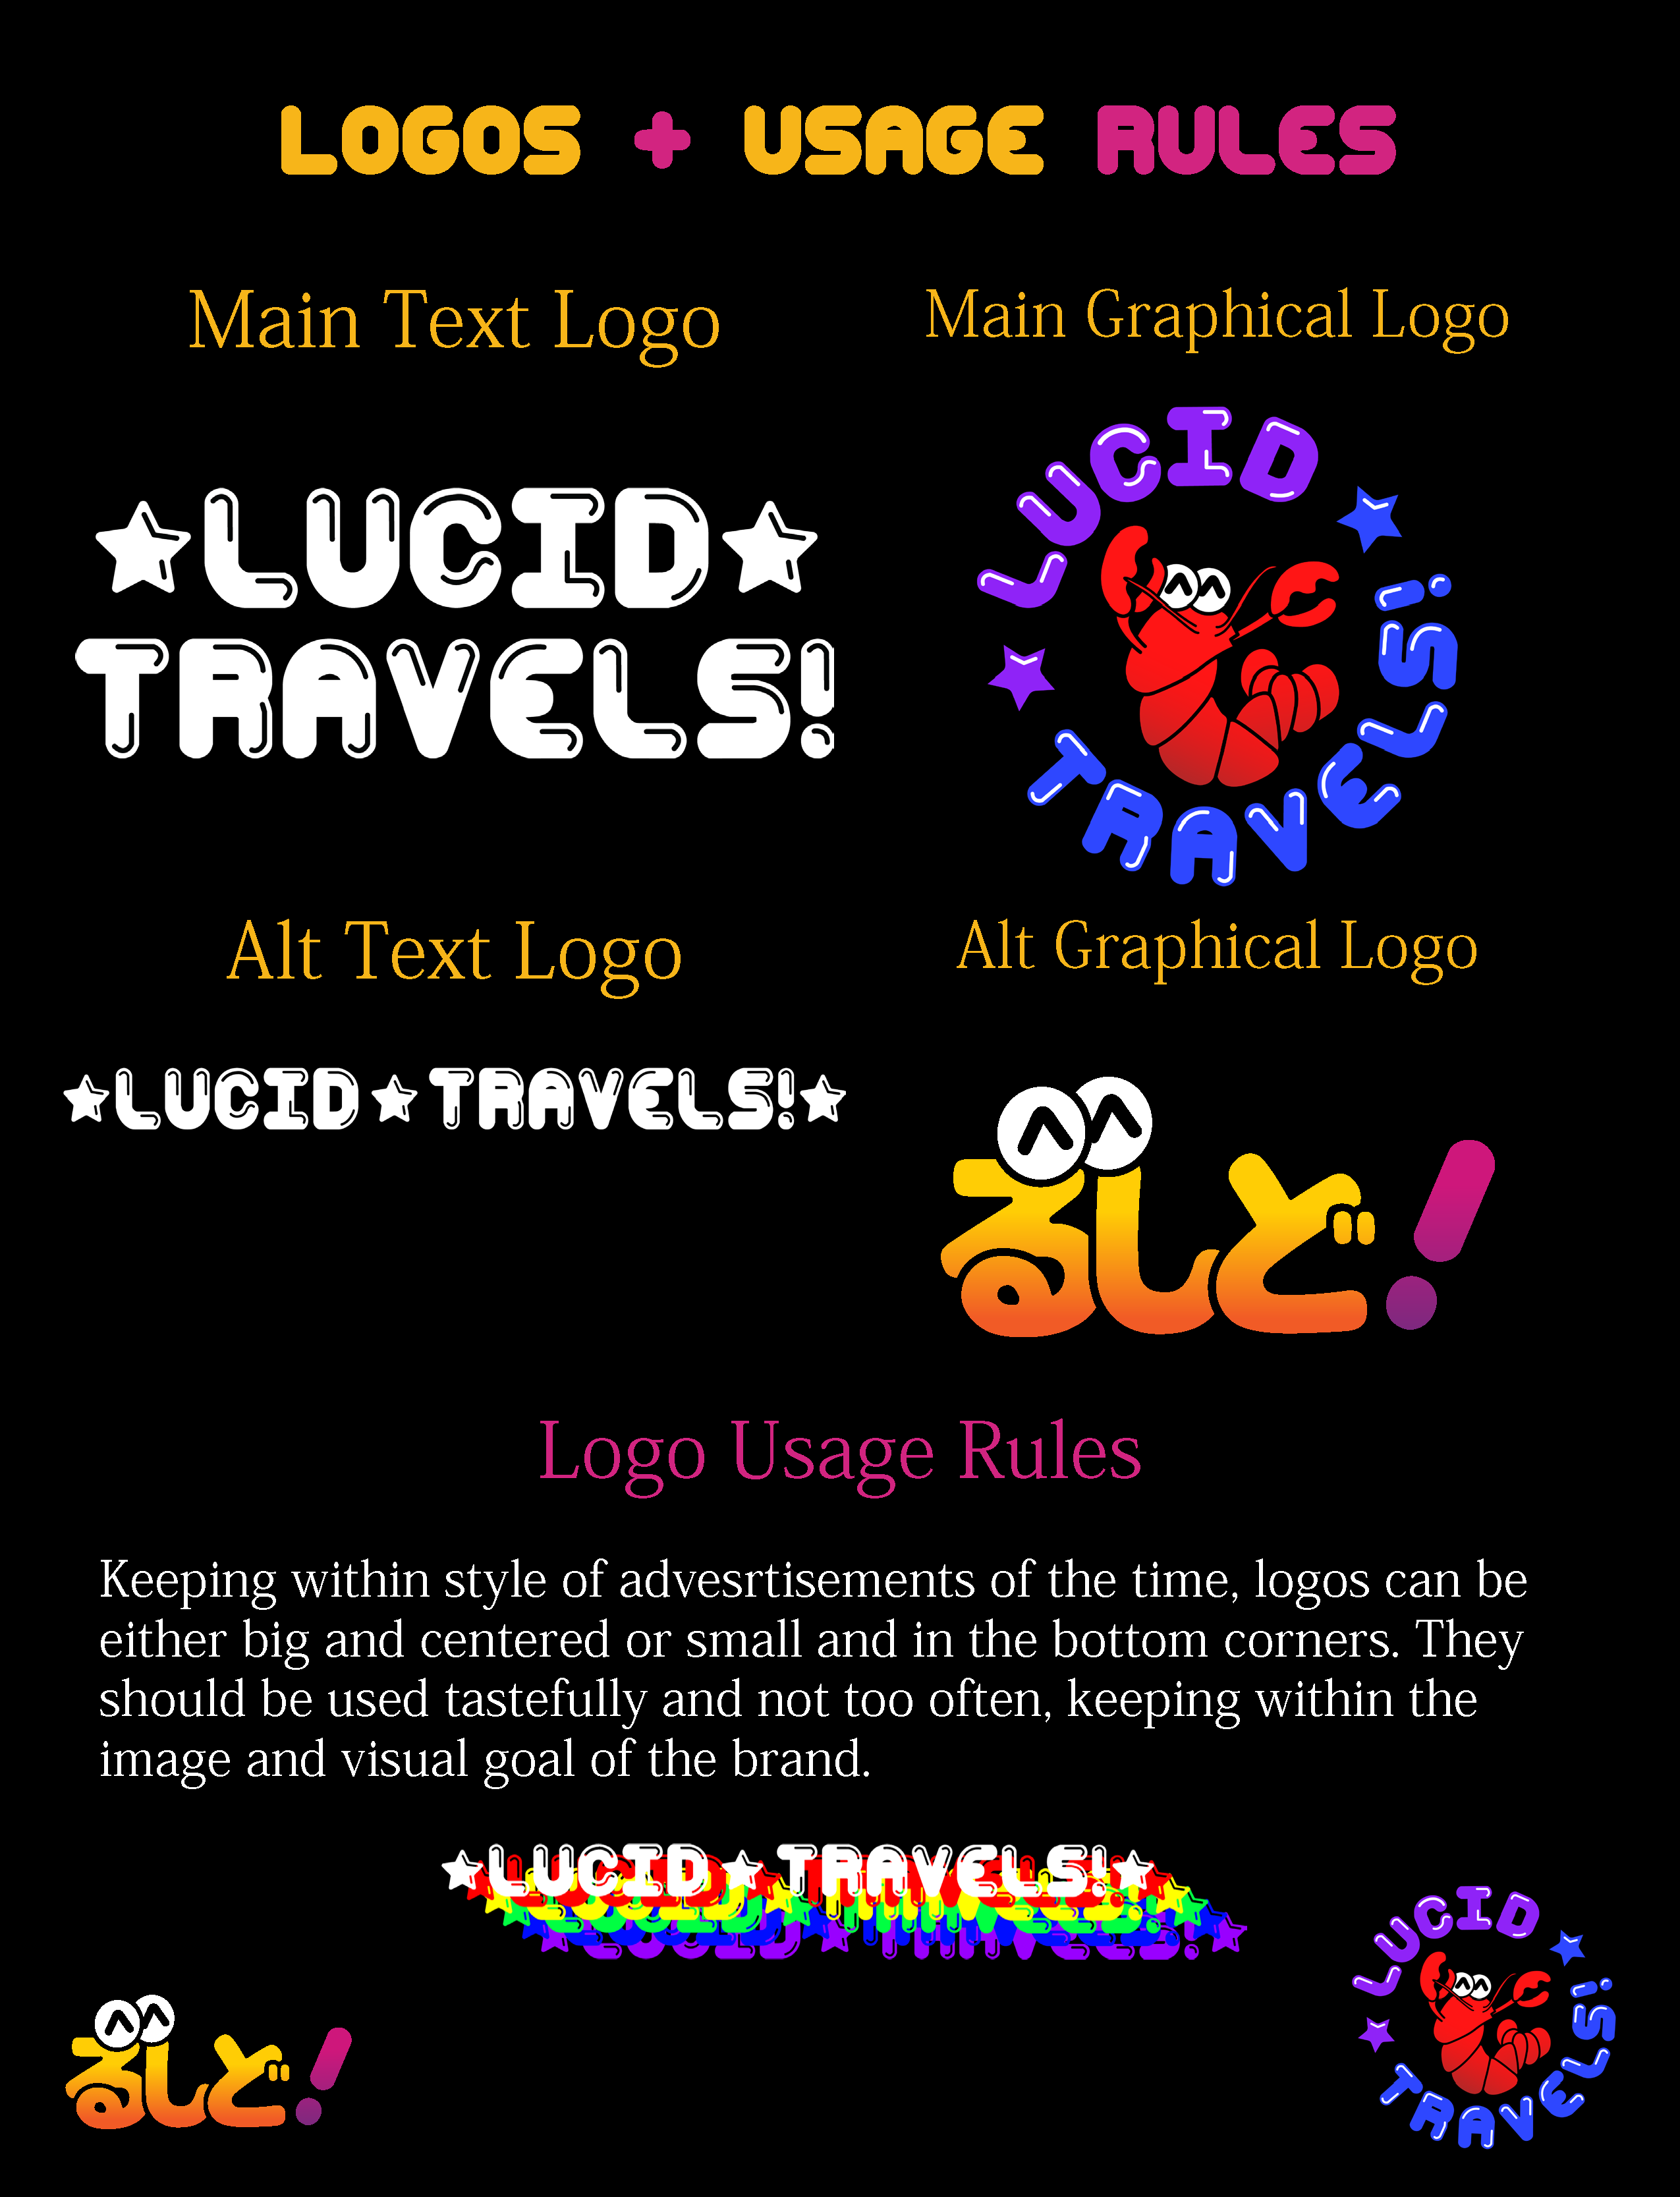 LOGOS + USAGE RULES
Main Text Logo
Main Graphical Logo
★LUCID★
TRAVELS!
LUCID ★ TRAVELS! ★
Alt Text Logo
Alt Graphical Logo
★LUCID★TRAVELS!★
るしど!
Logo Usage Rules
Keeping within style of advesrtisements of the time, logos can be
either big and centered or small and in the bottom corners. They
should be used tastefully and not too often, keeping within the
image and visual goal of the brand.
★LUCID★TRAVELS!★
るしど!
LUCID ★ TRAVELS! ★